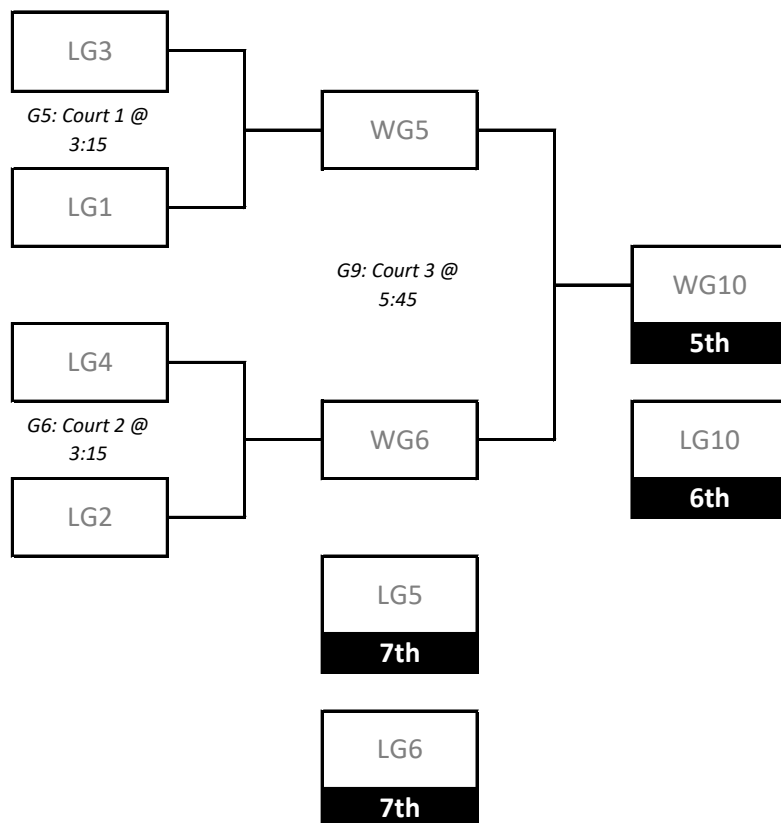 LG3
G5: Court 1 @
3:15
LG1
WG5
G9: Court 3 @
5:45
WG10
5th
LG4
G6: Court 2 @
3:15
LG2
WG6
LG10
6th
LG5
7th
LG6
7th